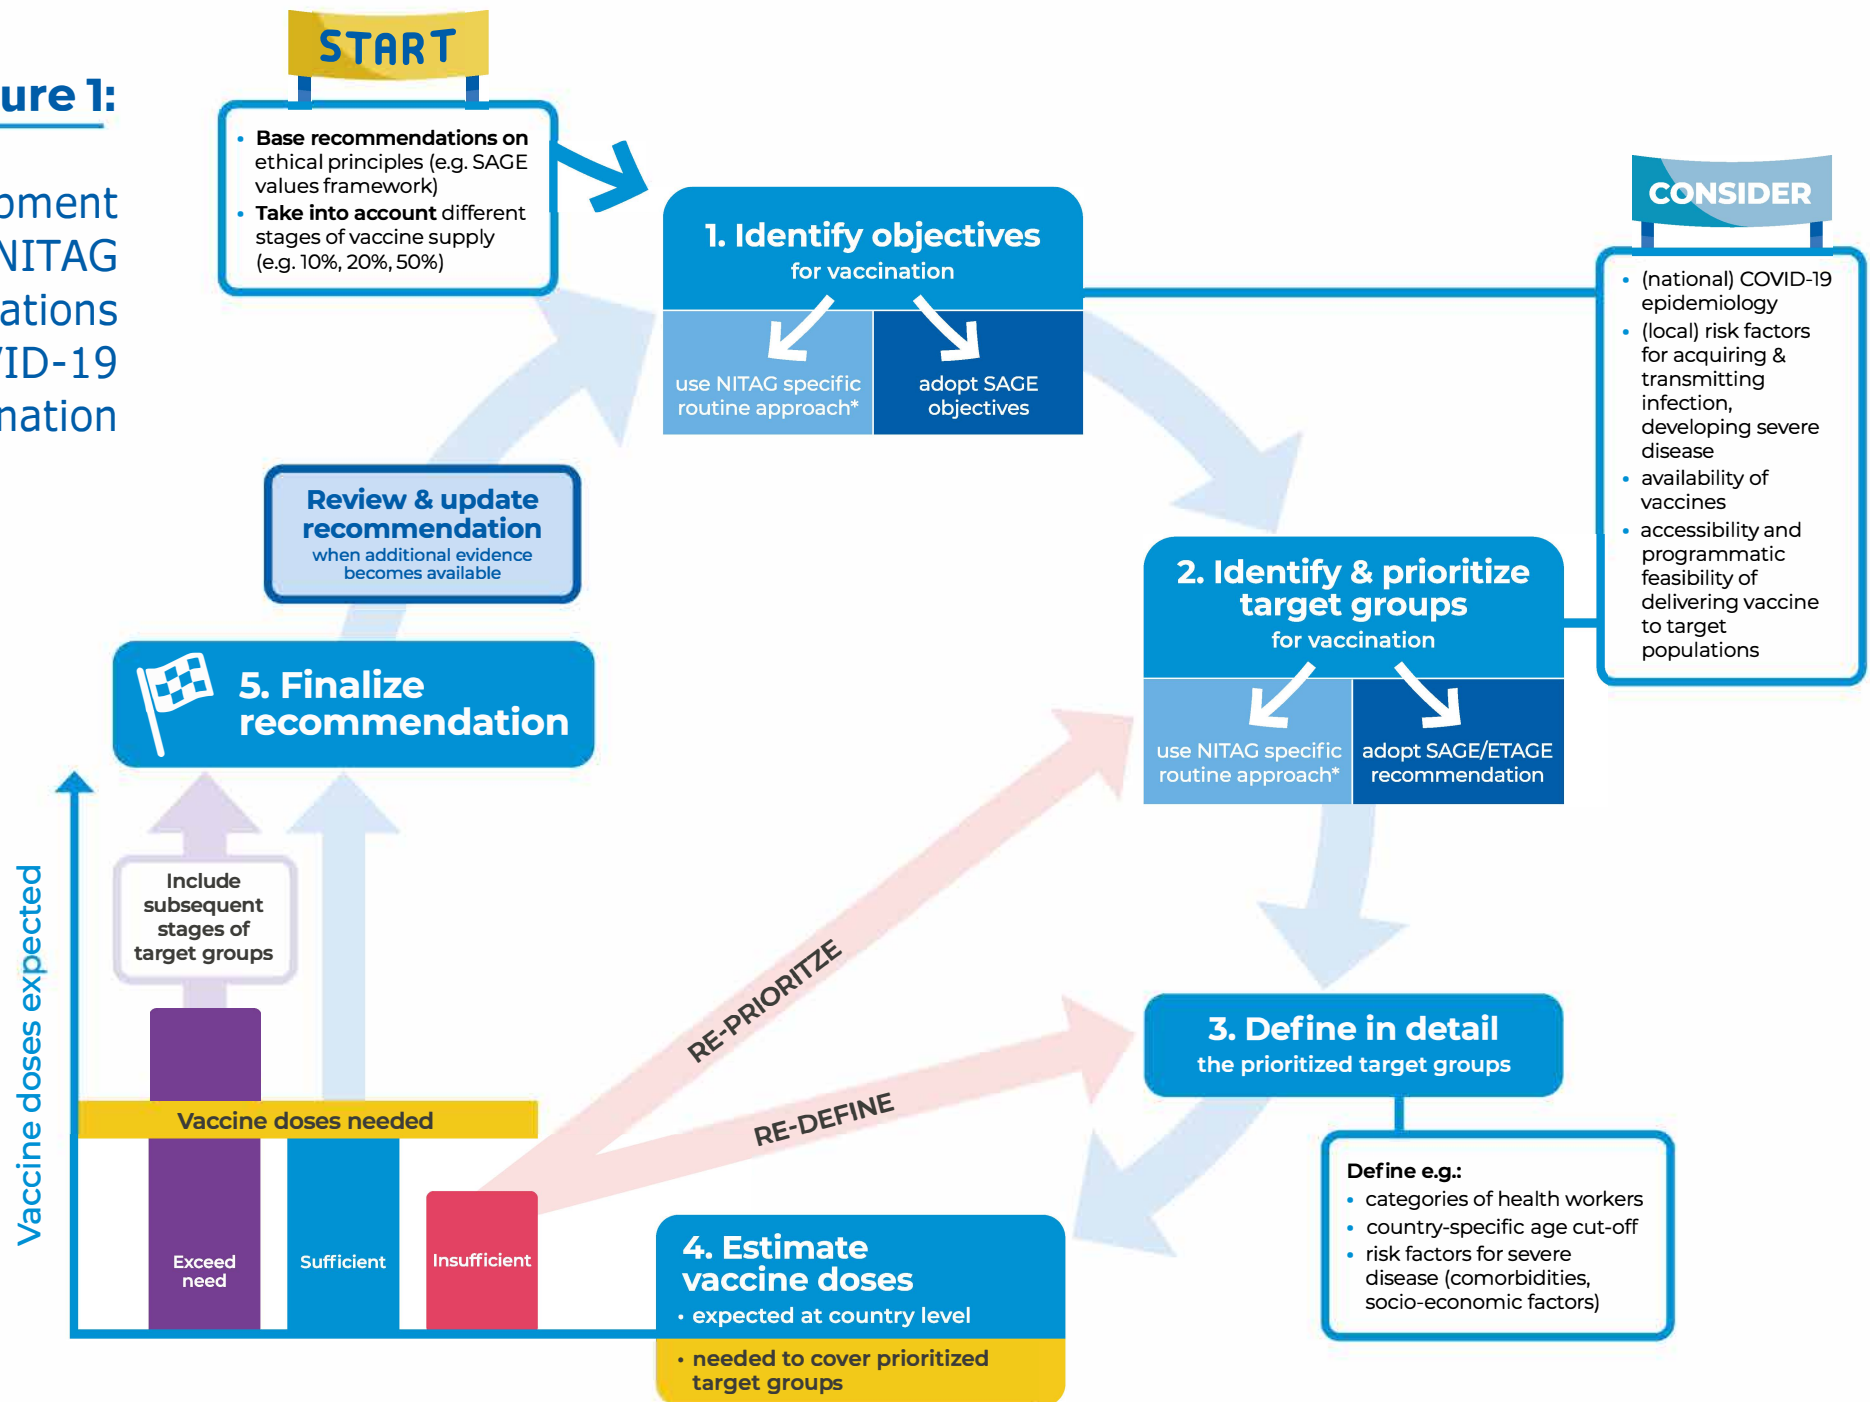 ure 1:
pment
NITAG
ations
VID-19
nation
START
• Base recommendations on
ethical principles (e.g. SAGE
values framework)
• Take into account different
stages of vaccine supply
(e.g. 10%, 20%, 50%)
1. Identify objectives
for vaccination
use NITAG specific
routine approach*
adopt SAGE
objectives
CONSIDER
• (national) COVID-19
epidemiology
• (local) risk factors
for acquiring &
transmitting
infection,
developing severe
disease
• availability of
vaccines
• accessibility and
programmatic
feasibility of
delivering vaccine
to target
populations
2. Identify & prioritize
target groups
for vaccination
use NITAG specific
routine approach*
adopt SAGE/ETAGE
recommendation
3. Define in detail
the prioritized target groups
Define e.g.:
• categories of health workers
• country-specific age cut-off
• risk factors for severe
disease (comorbidities,
socio-economic factors)
4. Estimate
vaccine doses
• expected at country level
• needed to cover prioritized
target groups
RE-PRIORITZE
RE-DEFINE
Review & update
recommendation
when additional evidence
becomes available
5. Finalize
recommendation
Include
subsequent
stages of
target groups
Vaccine doses expected
Vaccine doses needed
Exceed
need
Sufficient
Insufficient